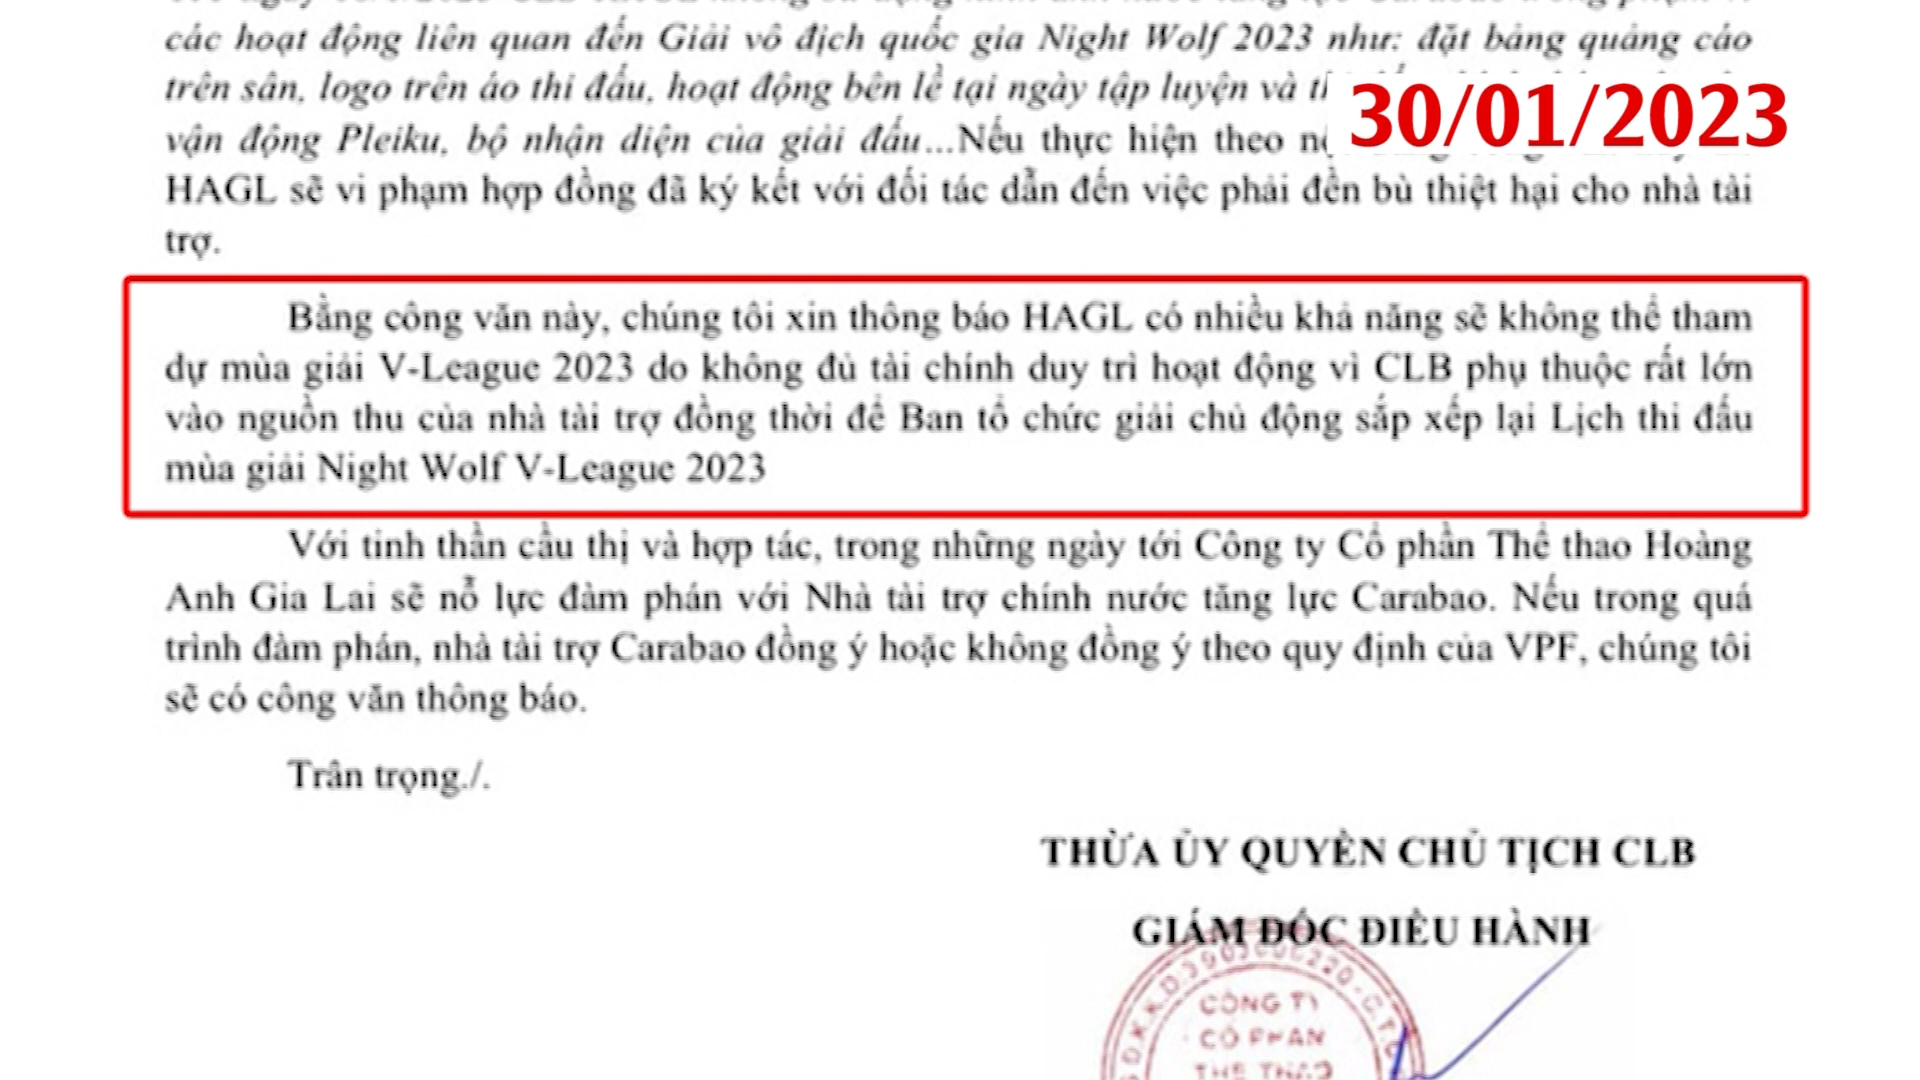 các hoạt động liên quan đến Giải vô địch quốc gia Night Wolf 2023 như: đặt bảng quảng cáo
trên sân, logo trên áo thi đấu, hoạt động bên lề tại ngày tập luyện và
30/01/2023
vận động Pleiku, bộ nhận diện của giải đấu...Nếu thực hiện theo
HAGL sẽ vi phạm hợp đồng đã ký kết với đối tác dẫn đến việc phải đền bù thiệt hại cho nhà tài
trợ.
Bằng công văn này, chúng tôi xin thông báo HAGL có nhiều khả năng sẽ không thể tham
dự mùa giải V-League 2023 do không đủ tài chính duy trì hoạt động vì CLB phụ thuộc rất lớn
vào nguồn thu của nhà tài trợ đồng thời để Ban tổ chức giải chủ động sắp xếp lại Lịch thi đấu
mùa giải Night Wolf V-League 2023
Với tinh thần cầu thị và hợp tác, trong những ngày tới Công ty Cổ phần Thể thao Hoàng
Anh Gia Lai sẽ nỗ lực đàm phán với Nhà tài trợ chính nước tăng lực Carabao. Nếu trong quá
trình đàm phán, nhà tài trợ Carabao đồng ý hoặc không đồng ý theo quy định của VPF, chúng tôi
sẽ có công văn thông báo.
Trân trọng./.
THỪA ỦY QUYỀN CHỦ TỊCH CLB
GIÁM ĐỐC ĐIỀU HÀNH
CÔNG TY
CỔ PHẦN
THỂ THAO